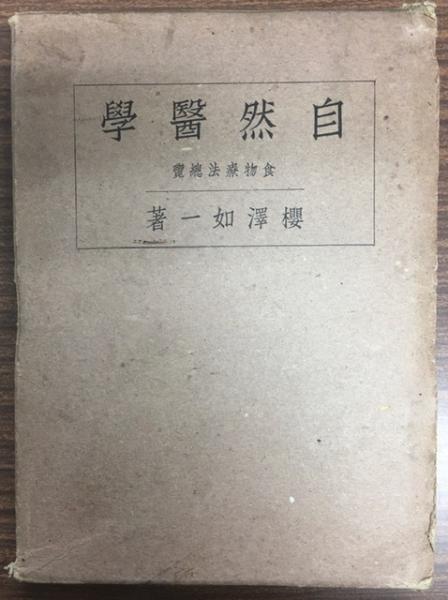 自然醫學
食物療法總覽
櫻澤如一著